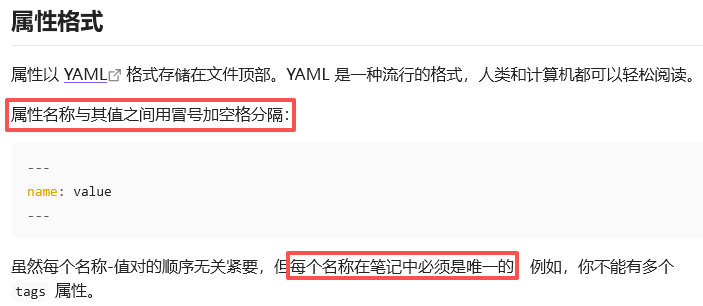 属性格式
属性以 YAML 格式存储在文件顶部。YAML 是一种流行的格式，人类和计算机都可以轻松阅读。
属性名称与其值之间用冒号加空格分隔：
---
name: value
---
虽然每个名称-值对的顺序无关紧要，但每个名称在笔记中必须是唯一的 例如，你不能有多个
tags 属性。